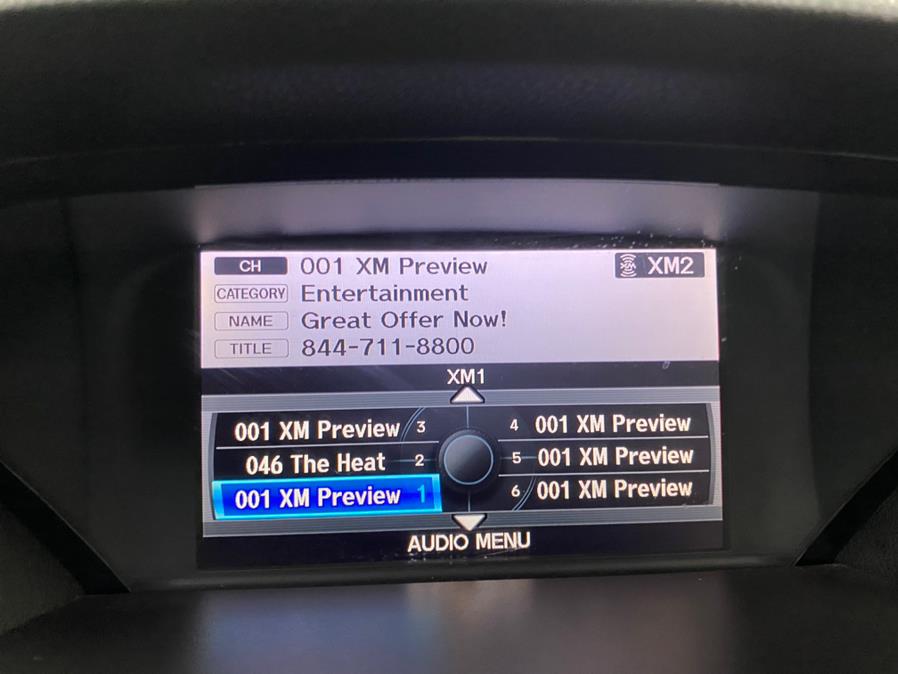 CH 001 XM Preview XM XM2
CATEGORY Entertainment
NAME Great Offer Now!
TITLE 844-711-8800
XM1
001 XM Preview 3 4 001 XM Preview
046 The Heat 2 5 001 XM Preview
001 XM Preview 1 6 001 XM Preview
AUDIO MENU